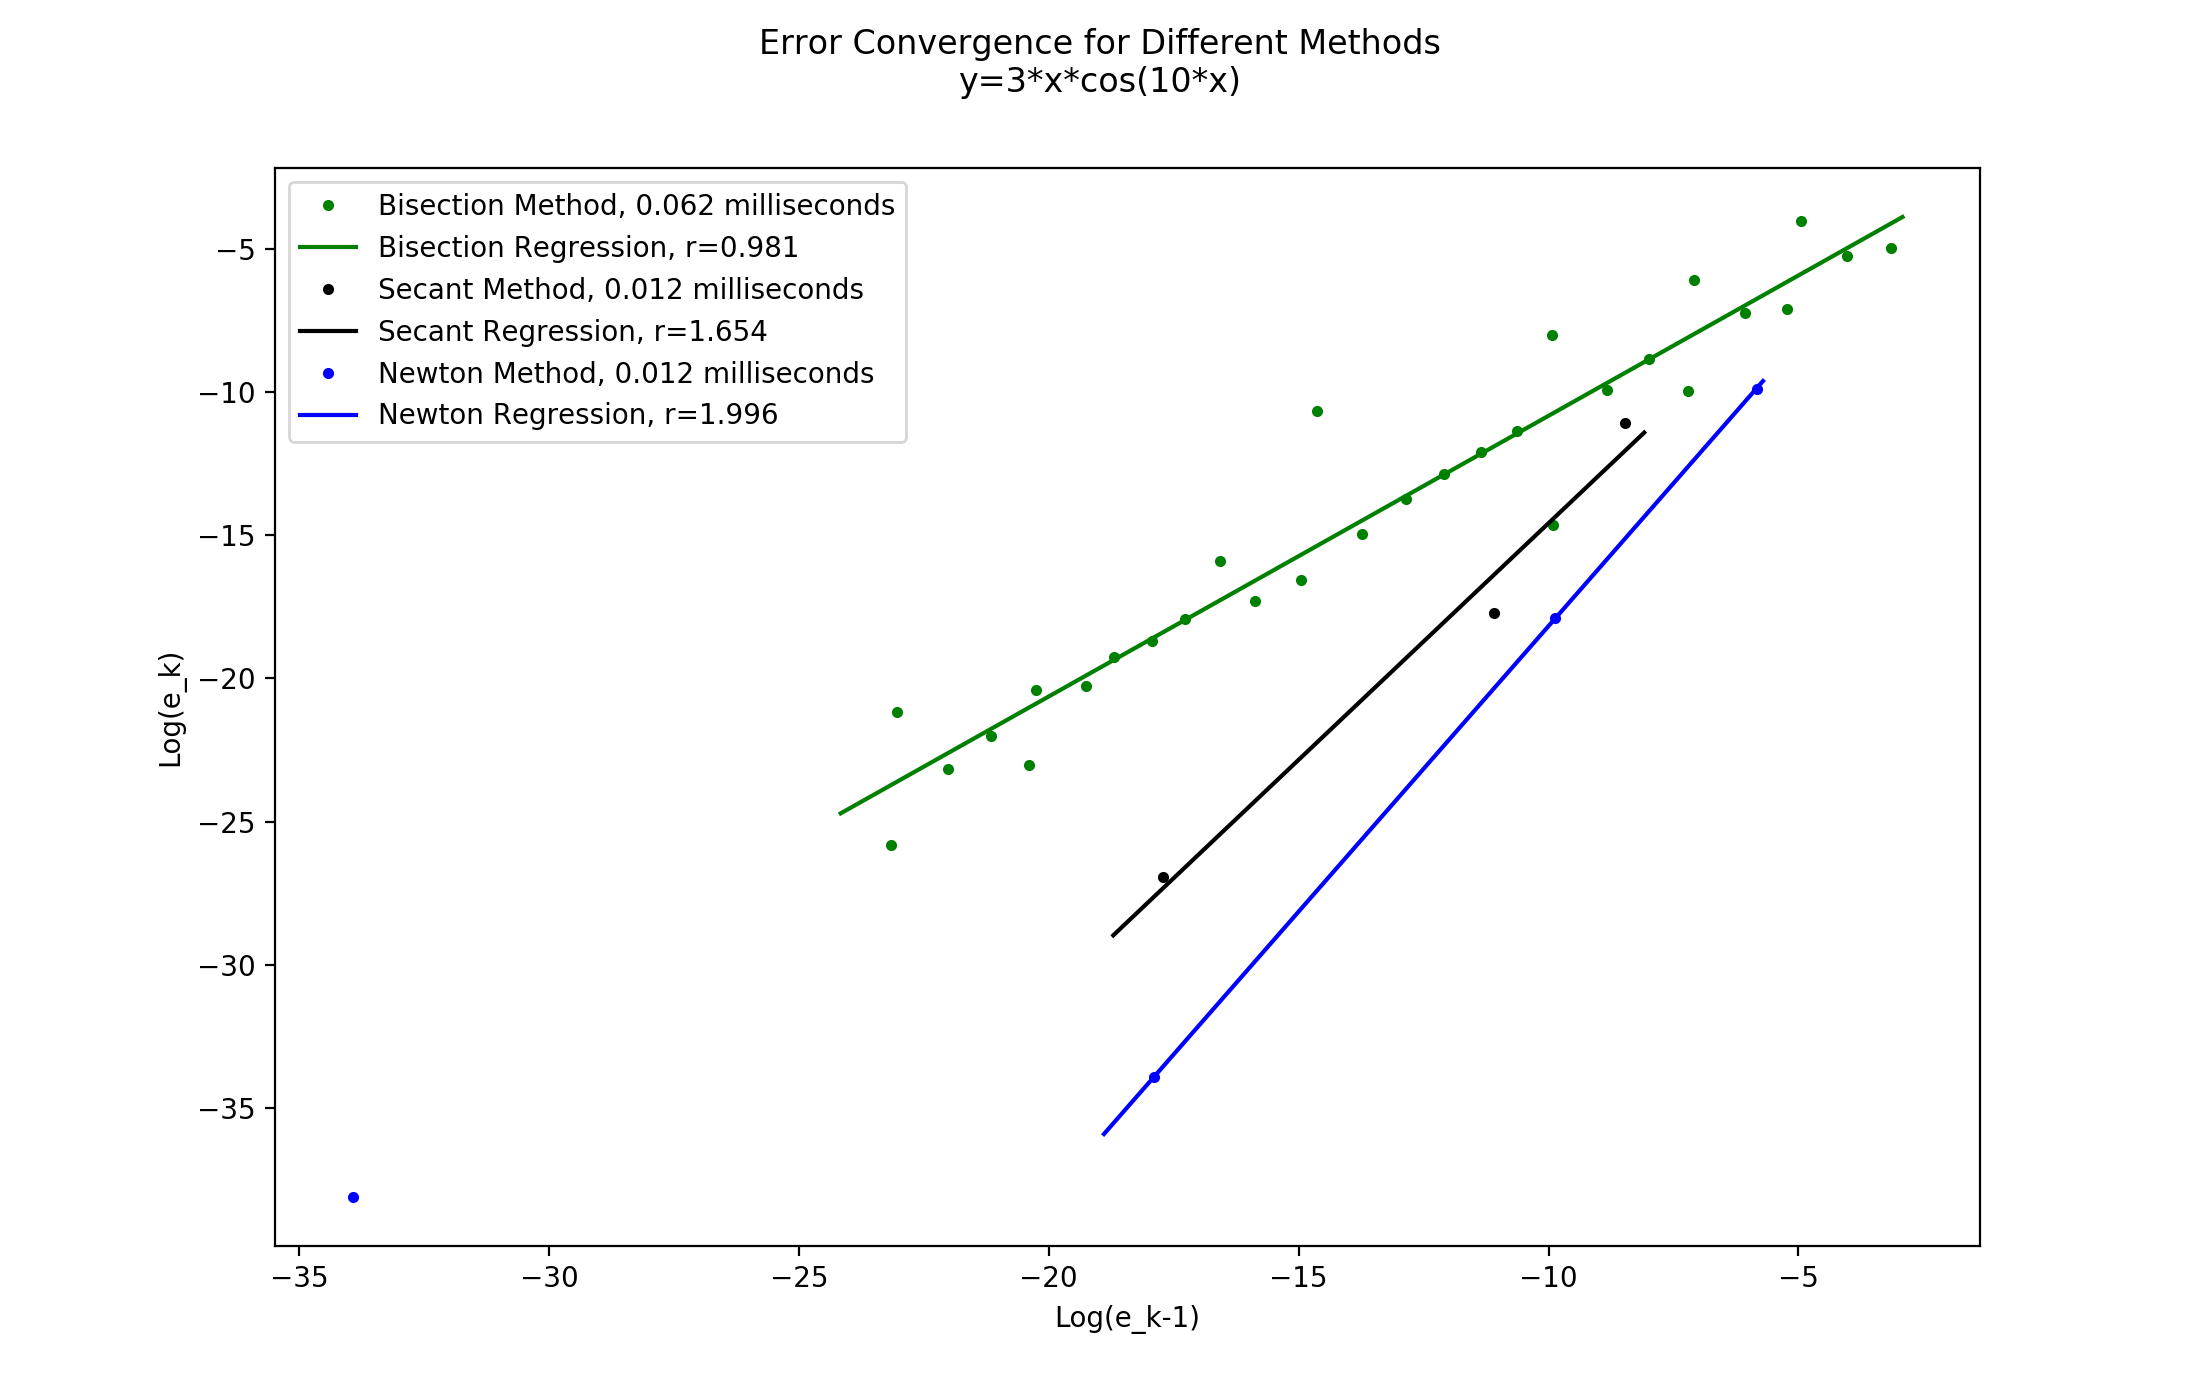 Error Convergence for Different Methods
y=3*x*cos(10*x)
Bisection Method, 0.062 milliseconds
Bisection Regression, r=0.981
Secant Method, 0.012 milliseconds
Secant Regression, r=1.654
Newton Method, 0.012 milliseconds
Newton Regression, r=1.996
−5
−10
−15
−20
−25
−30
−35
Log(e_k)
−35 −30 −25 −20 −15 −10 −5
Log(e_k-1)